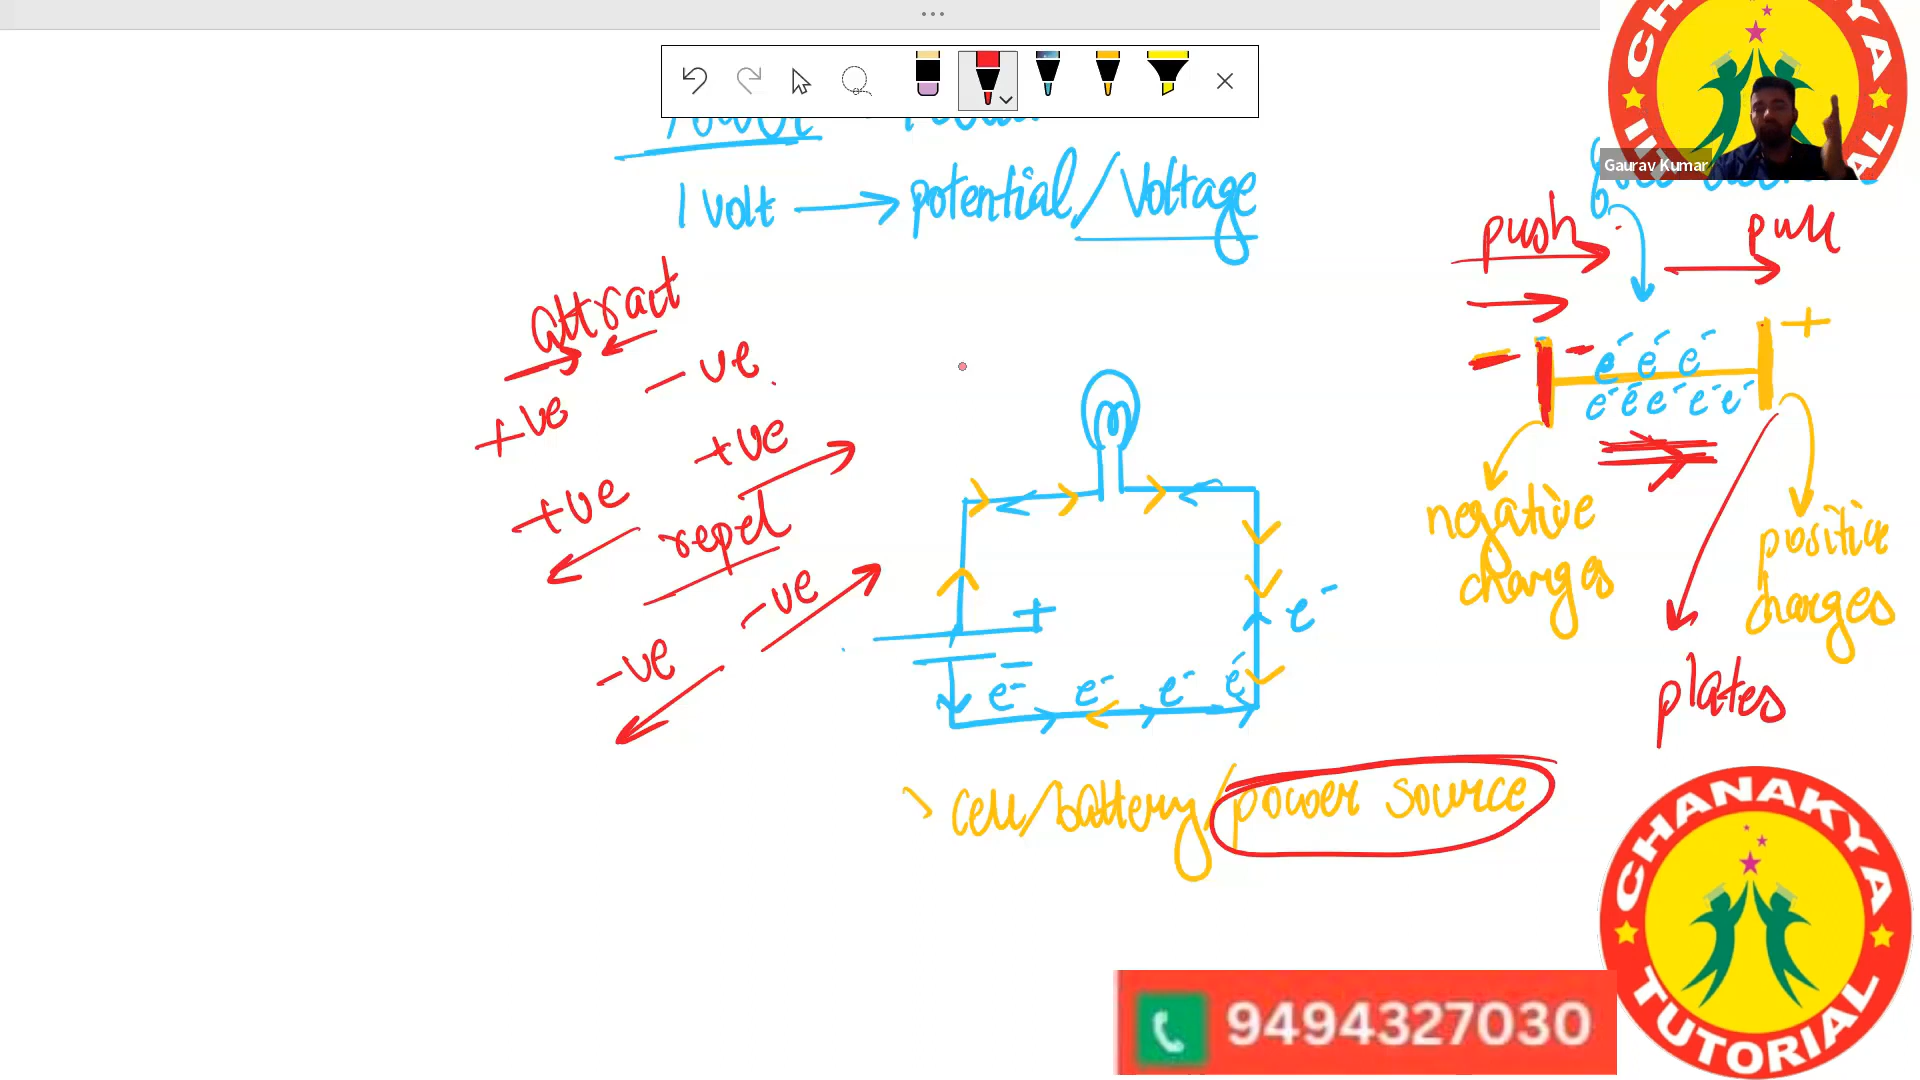 1 volt → potential/Voltage
attract
+ve -ve
+ve +ve
repel
-ve -ve
+
-
e⁻ e⁻ e⁻ e⁻
e⁻
cell/battery/power source
Gaurav Kumar
push pull
- - +
e⁻ e⁻ e⁻
e⁻ e⁻ e⁻ e⁻ e⁻
negative
charges
positive
charges
plates
CHANAKYA
TUTORIAL
9494327030